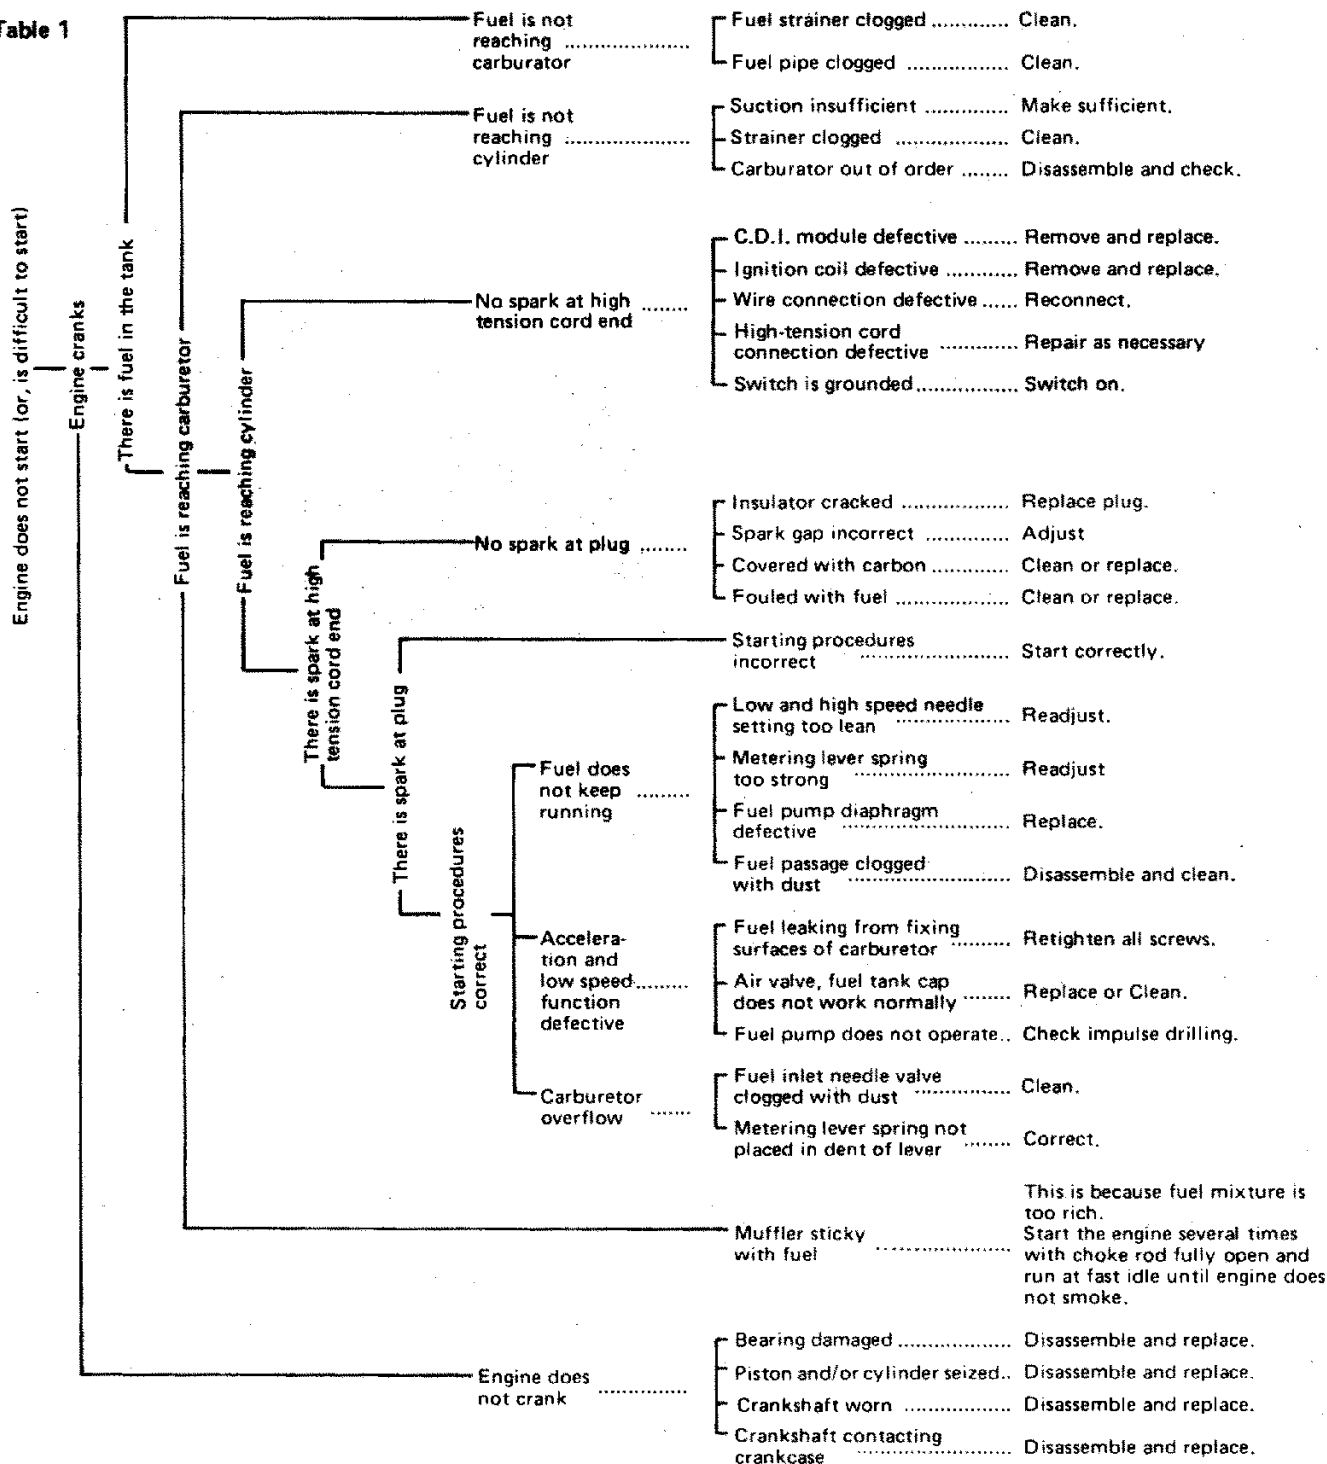 Table 1
Fuel is not
reaching ....................
carburator
Fuel strainer clogged ............. Clean.
Fuel pipe clogged ................. Clean.
Fuel is not
reaching ....................
cylinder
Suction insufficient .............. Make sufficient.
Strainer clogged ................... Clean.
Carburator out of order ........ Disassemble and check.
Engine does not start (or, is difficult to start)
Engine cranks
There is fuel in the tank
Fuel is reaching carburetor
Fuel is reaching cylinder
No spark at high ........
tension cord end
C.D.I. module defective ......... Remove and replace.
Ignition coil defective ............ Remove and replace.
Wire connection defective ...... Reconnect.
High-tension cord
connection defective ............. Repair as necessary
Switch is grounded ................. Switch on.
There is spark at high
tension cord end
No spark at plug ........
Insulator cracked .................. Replace plug.
Spark gap incorrect .............. Adjust
Covered with carbon ............. Clean or replace.
Fouled with fuel ................... Clean or replace.
There is spark at plug
Starting procedures
incorrect ......................... Start correctly.
Starting procedures
correct
Fuel does
not keep .........
running
Low and high speed needle
setting too lean ................... Readjust.
Metering lever spring
too strong ......................... Readjust
Fuel pump diaphragm
defective ............................ Replace.
Fuel passage clogged
with dust ........................... Disassemble and clean.
Accelera-
tion and
low speed.........
function
defective
Fuel leaking from fixing
surfaces of carburetor .......... Retighten all screws.
Air valve, fuel tank cap
does not work normally ........ Replace or Clean.
Fuel pump does not operate.. Check impulse drilling.
Carburetor
overflow .......
Fuel inlet needle valve
clogged with dust ................ Clean.
Metering lever spring not
placed in dent of lever ........ Correct.
Muffler sticky
with fuel ......................
This is because fuel mixture is
too rich.
Start the engine several times
with choke rod fully open and
run at fast idle until engine does
not smoke.
Engine does
not crank ...............
Bearing damaged ................... Disassemble and replace.
Piston and/or cylinder seized.. Disassemble and replace.
Crankshaft worn .................. Disassemble and replace.
Crankshaft contacting
crankcase ......................... Disassemble and replace.